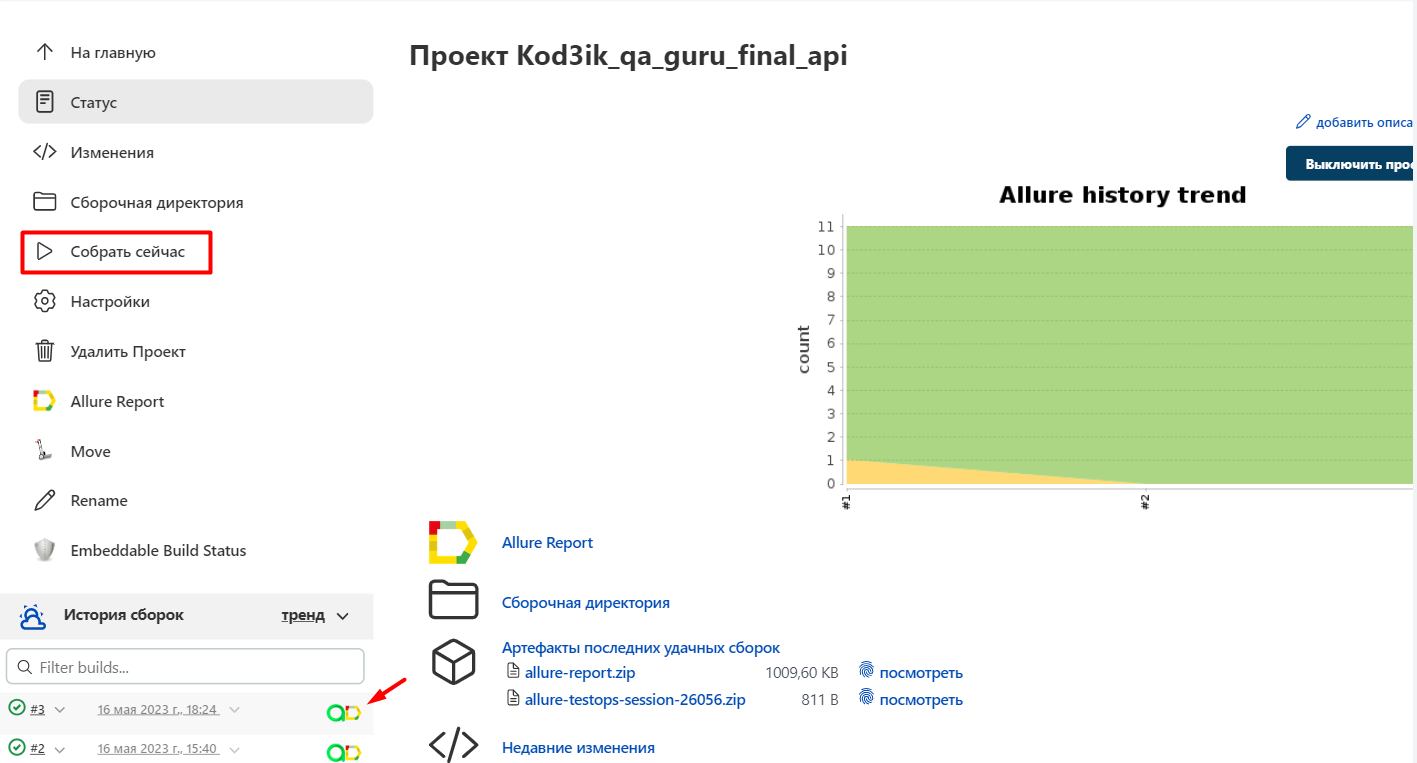 На главную
Статус
Изменения
Сборочная директория
Собрать сейчас
Настройки
Удалить Проект
Allure Report
Move
Rename
Embeddable Build Status
История сборок тренд
Filter builds...
#3 16 мая 2023 г., 18:24
#2 16 мая 2023 г., 15:40
Проект Kod3ik_qa_guru_final_api
добавить описа
Выключить прое
Allure history trend
count
11
10
9
8
7
6
5
4
3
2
1
0
#1 #2
Allure Report
Сборочная директория
Артефакты последних удачных сборок
allure-report.zip 1009,60 KB посмотреть
allure-testops-session-26056.zip 811 B посмотреть
Недавние изменения